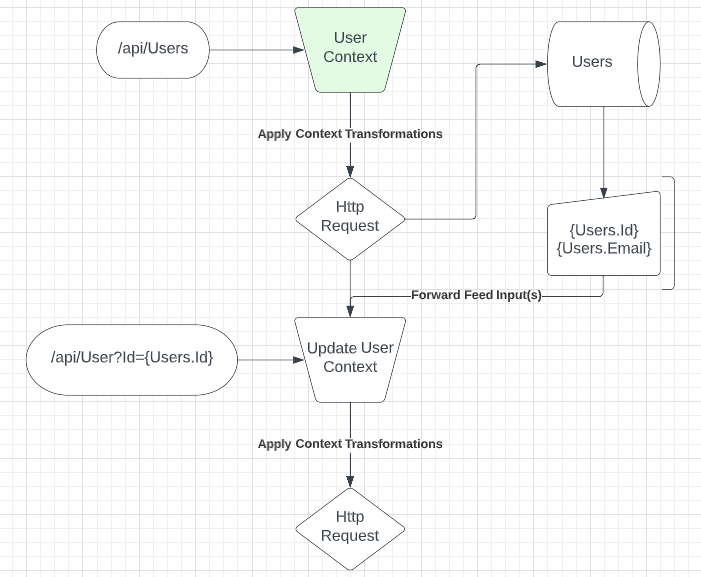 /api/Users
User
Context
Users
Apply Context Transformations
Http
Request
{Users.Id}
{Users.Email}
Forward Feed Input(s)
/api/User?Id={Users.Id}
Update User
Context
Apply Context Transformations
Http
Request